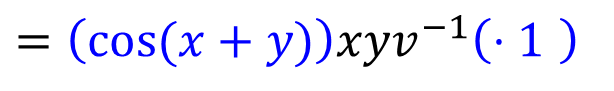 = (cos(x + y))xyv⁻¹(· 1 )